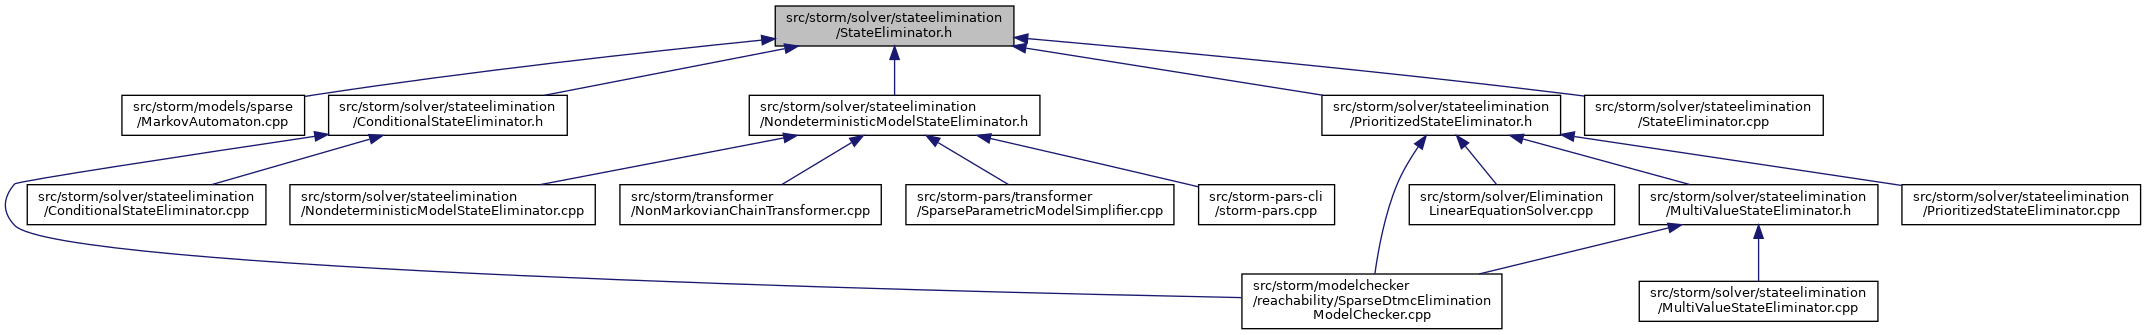 src/storm/solver/stateelimination
/StateEliminator.h
src/storm/models/sparse
/MarkovAutomaton.cpp
src/storm/solver/stateelimination
/ConditionalStateEliminator.h
src/storm/solver/stateelimination
/NondeterministicModelStateEliminator.h
src/storm/solver/stateelimination
/PrioritizedStateEliminator.h
src/storm/solver/stateelimination
/StateEliminator.cpp
src/storm/solver/stateelimination
/ConditionalStateEliminator.cpp
src/storm/solver/stateelimination
/NondeterministicModelStateEliminator.cpp
src/storm/transformer
/NonMarkovianChainTransformer.cpp
src/storm-pars/transformer
/SparseParametricModelSimplifier.cpp
src/storm-pars-cli
/storm-pars.cpp
src/storm/solver/Elimination
LinearEquationSolver.cpp
src/storm/solver/stateelimination
/MultiValueStateEliminator.h
src/storm/solver/stateelimination
/PrioritizedStateEliminator.cpp
src/storm/modelchecker
/reachability/SparseDtmcElimination
ModelChecker.cpp
src/storm/solver/stateelimination
/MultiValueStateEliminator.cpp